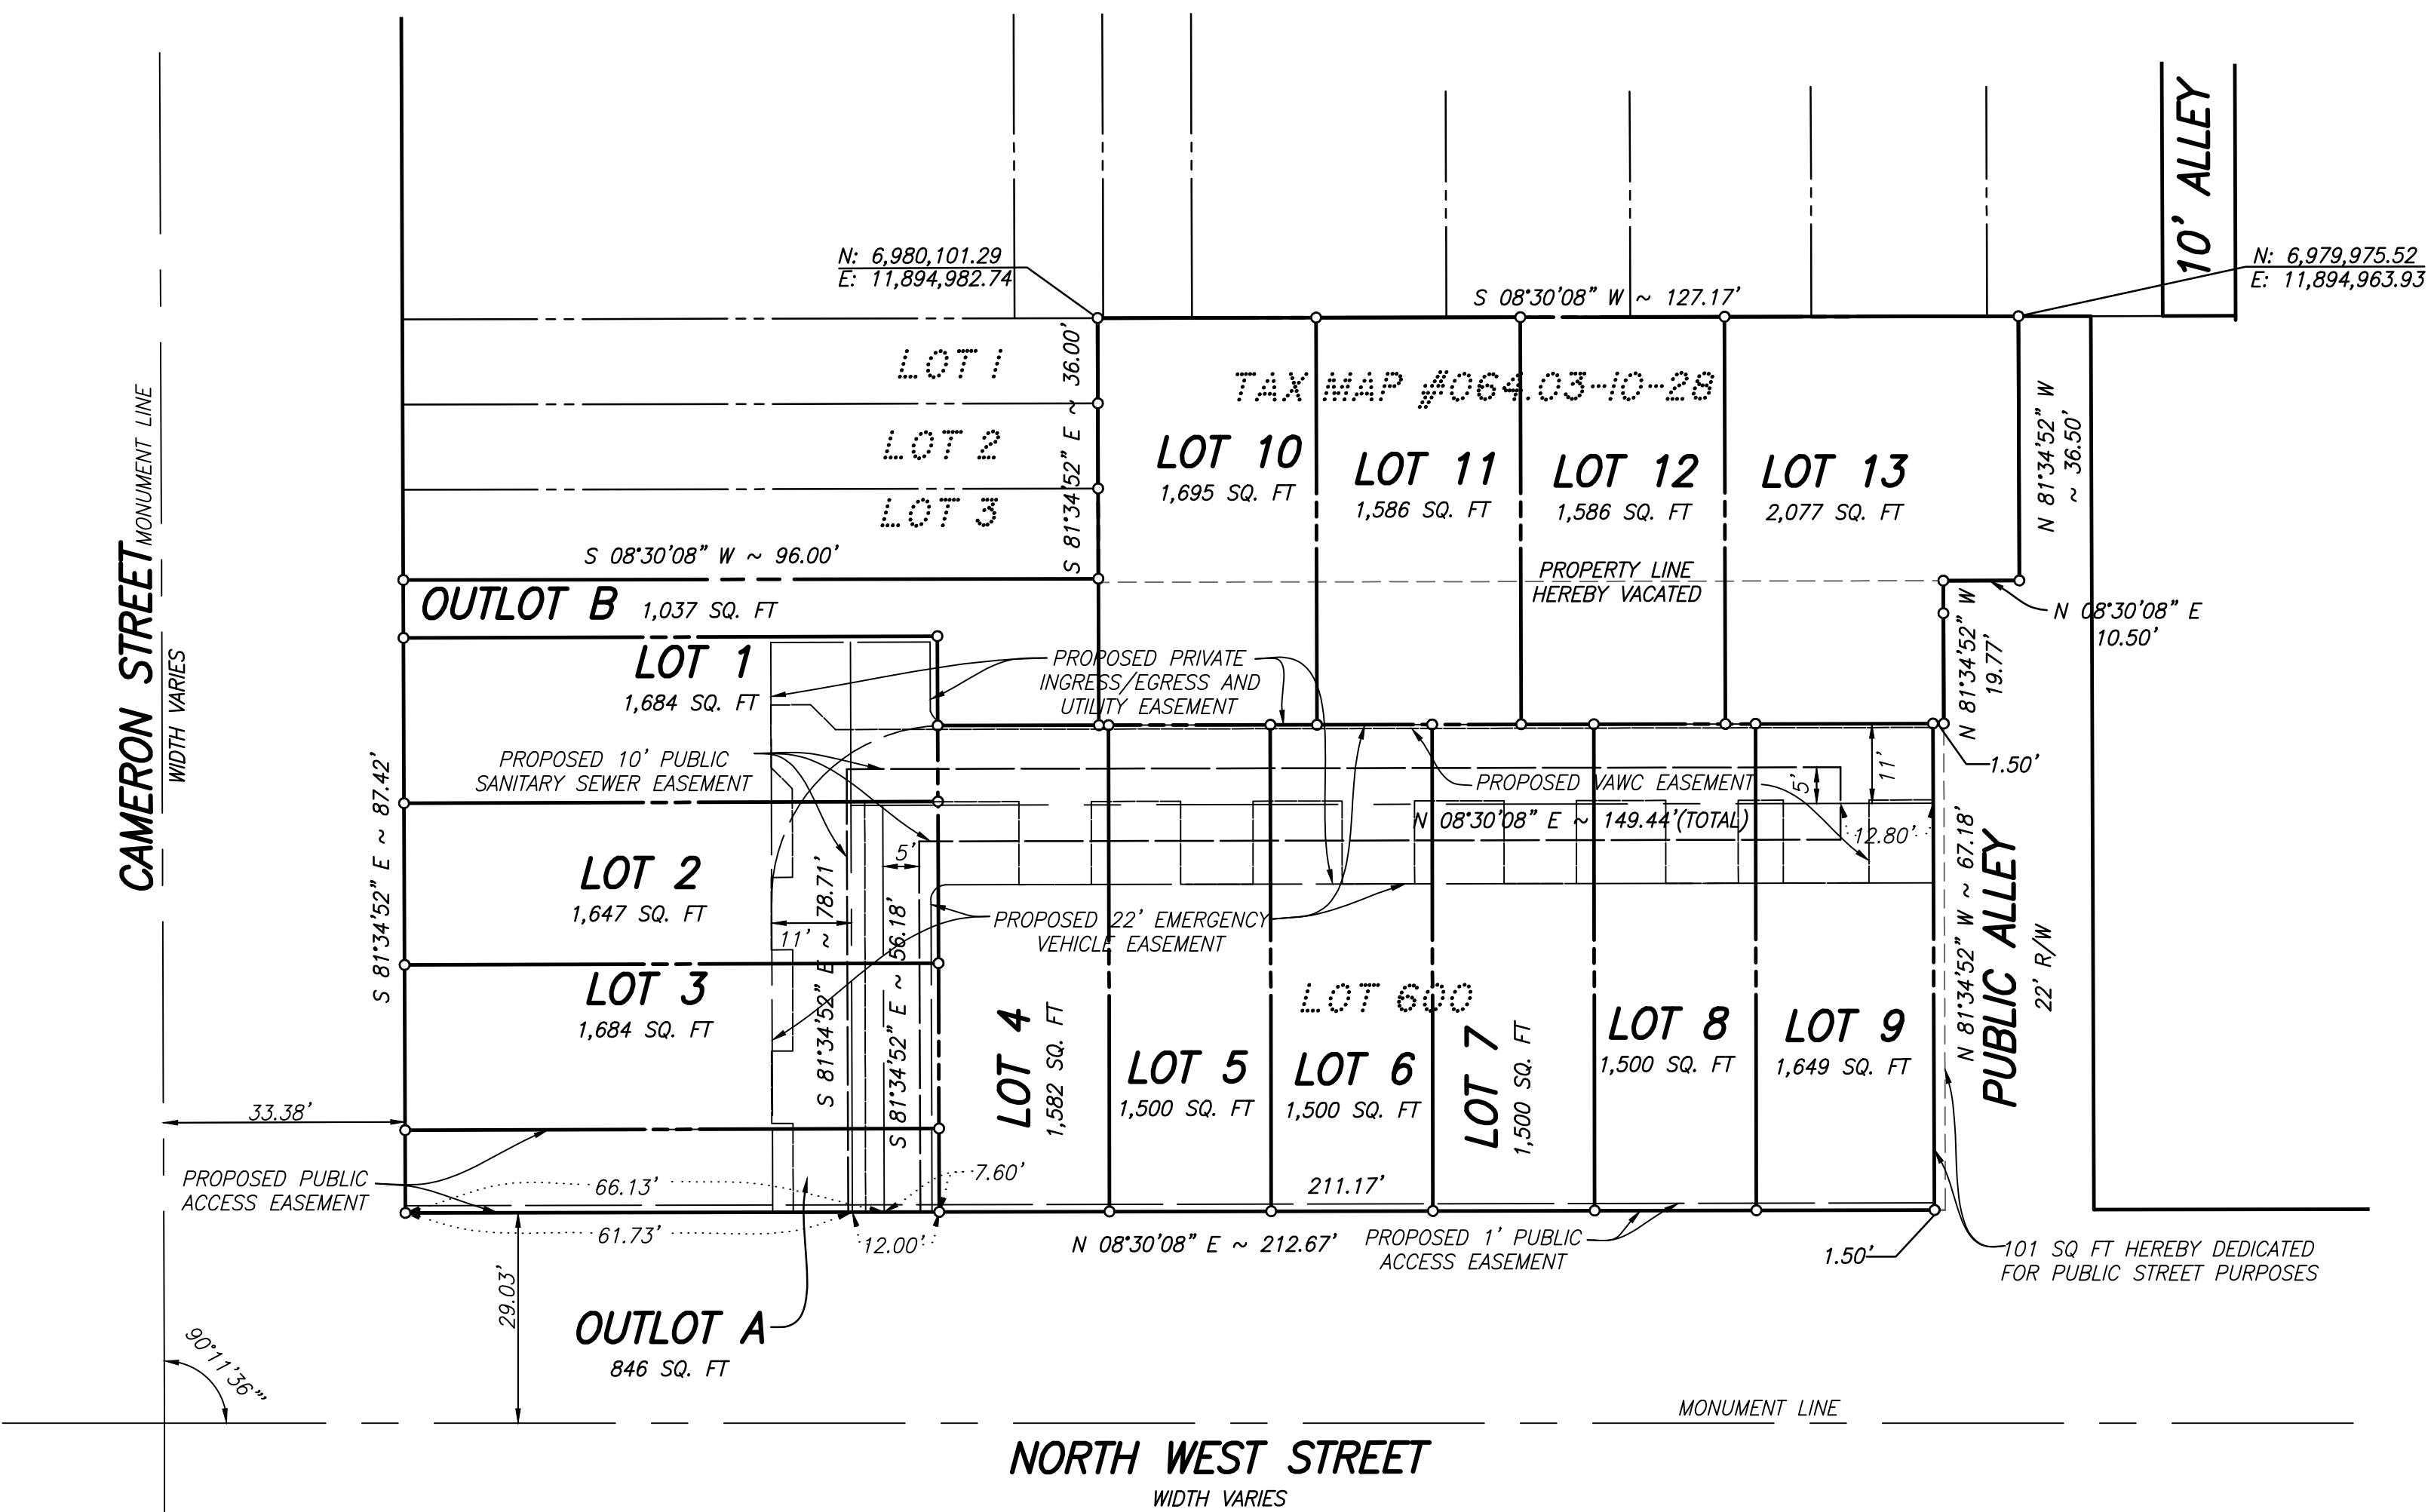 10' ALLEY
N: 6,980,101.29
E: 11,894,982.74
N: 6,979,975.52
E: 11,894,963.93
S 08°30'08" W ~ 127.17'
CAMERON STREET
MONUMENT LINE
WIDTH VARIES
LOT 1
LOT 2
LOT 3
S 81°34'52" E ~ 36.00'
TAX MAP #064.03-10-28
LOT 10
1,695 SQ. FT
LOT 11
1,586 SQ. FT
LOT 12
1,586 SQ. FT
LOT 13
2,077 SQ. FT
N 81°34'52" W
~ 36.50'
S 08°30'08" W ~ 96.00'
OUTLOT B 1,037 SQ. FT
PROPERTY LINE
HEREBY VACATED
N 08°30'08" E
10.50'
N 81°34'52" W
19.77'
LOT 1
1,684 SQ. FT
PROPOSED PRIVATE
INGRESS/EGRESS AND
UTILITY EASEMENT
PROPOSED 10' PUBLIC
SANITARY SEWER EASEMENT
PROPOSED VAWC EASEMENT
5'
11'
1.50'
N 08°30'08" E ~ 149.44'(TOTAL)
12.80'
S 81°34'52" E ~ 87.42'
LOT 2
1,647 SQ. FT
5'
11'
S 81°34'52" E ~ 78.71'
S 81°34'52" E ~ 56.18'
PROPOSED 22' EMERGENCY
VEHICLE EASEMENT
N 81°34'52" W ~ 67.18'
PUBLIC ALLEY
22' R/W
LOT 3
1,684 SQ. FT
LOT 600
LOT 4
1,582 SQ. FT
LOT 5
1,500 SQ. FT
LOT 6
1,500 SQ. FT
LOT 7
1,500 SQ. FT
LOT 8
1,500 SQ. FT
LOT 9
1,649 SQ. FT
33.38'
PROPOSED PUBLIC
ACCESS EASEMENT
66.13'
7.60'
211.17'
61.73'
12.00'
N 08°30'08" E ~ 212.67'
PROPOSED 1' PUBLIC
ACCESS EASEMENT
1.50'
101 SQ FT HEREBY DEDICATED
FOR PUBLIC STREET PURPOSES
29.03'
OUTLOT A
846 SQ. FT
90°11'36"'
MONUMENT LINE
NORTH WEST STREET
WIDTH VARIES